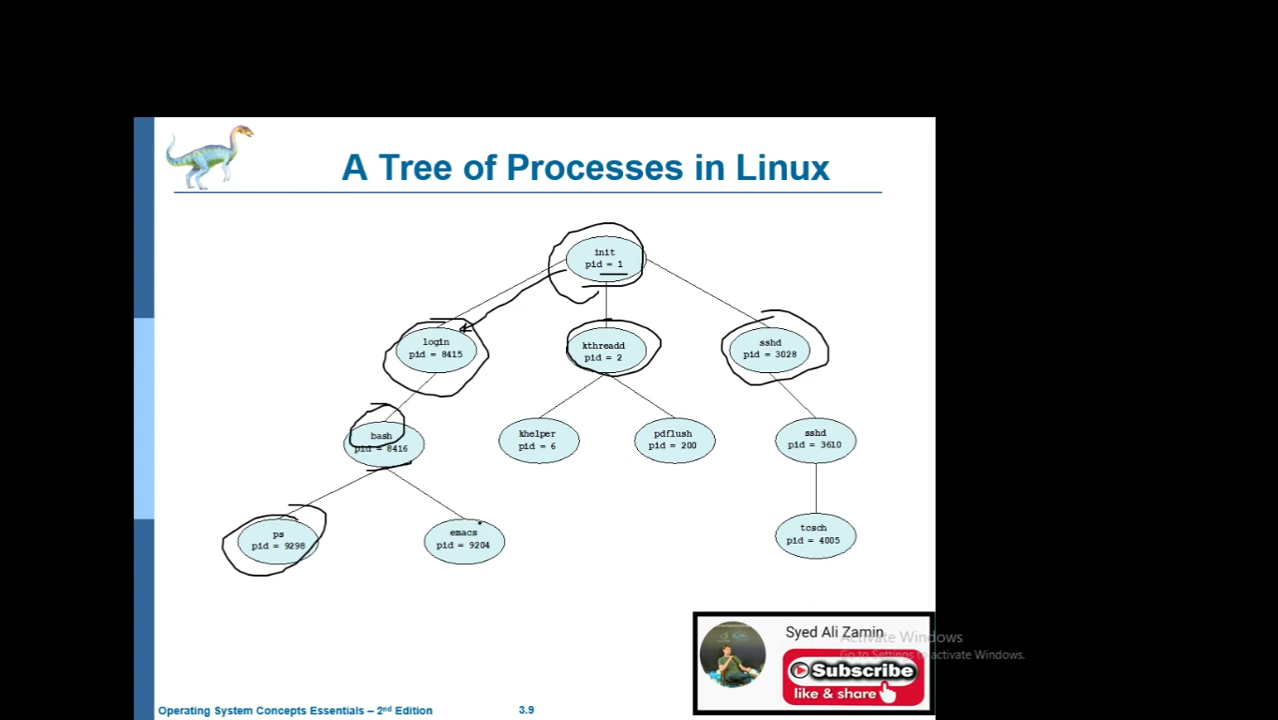 A Tree of Processes in Linux
init
pid = 1
login
pid = 8415
kthreadd
pid = 2
sshd
pid = 3028
bash
pid = 8416
khelper
pid = 6
pdflush
pid = 200
sshd
pid = 3610
ps
pid = 9298
emacs
pid = 9204
tcsch
pid = 4005
Syed Ali Zamin
Activate Windows
Go to Settings to activate Windows.
Subscribe
like & share
Operating System Concepts Essentials – 2nd Edition
3.9